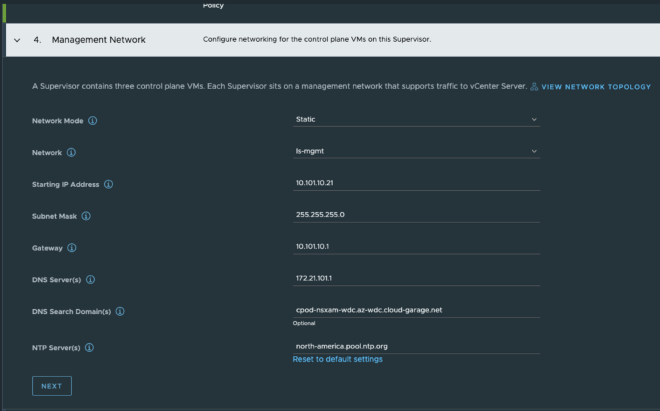 Policy
4. Management Network Configure networking for the control plane VMs on this Supervisor.
A Supervisor contains three control plane VMs. Each Supervisor sits on a management network that supports traffic to vCenter Server. VIEW NETWORK TOPOLOGY
Network Mode Static
Network ls-mgmt
Starting IP Address 10.101.10.21
Subnet Mask 255.255.255.0
Gateway 10.101.10.1
DNS Server(s) 172.21.101.1
DNS Search Domain(s) cpod-nsxam-wdc.az-wdc.cloud-garage.net
Optional
NTP Server(s) north-america.pool.ntp.org
Reset to default settings
NEXT